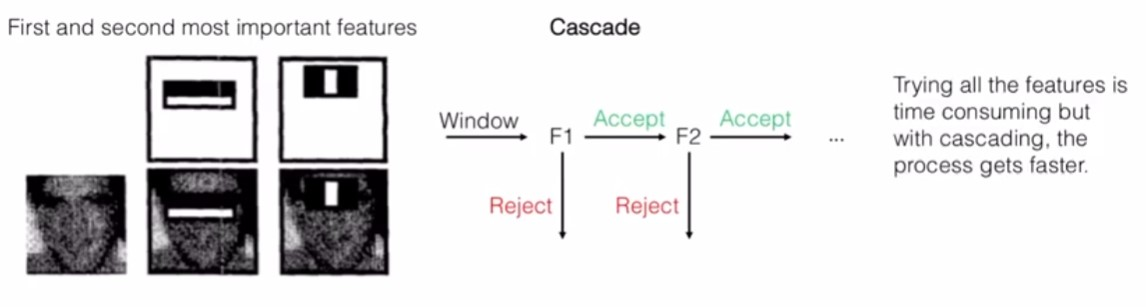 First and second most important features
Cascade
Window
F1
Accept
F2
Accept
...
Reject
Reject
Trying all the features is
time consuming but
with cascading, the
process gets faster.